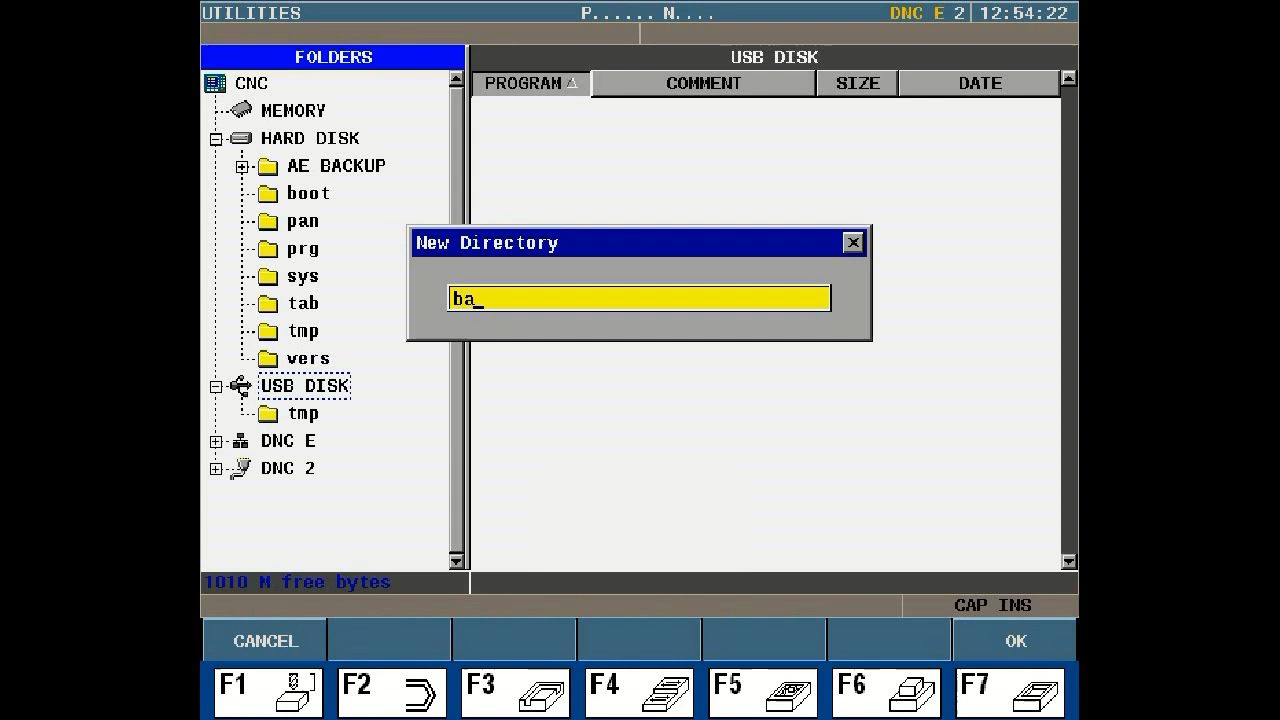 UTILITIES P...... N.... DNC E 2 12:54:22
FOLDERS USB DISK
CNC PROGRAM COMMENT SIZE DATE
MEMORY
HARD DISK
AE BACKUP
boot
pan
prg
sys
tab
tmp
vers
USB DISK
tmp
DNC E
DNC 2
New Directory
ba_
1010 M free bytes
CAP INS
CANCEL OK
F1 F2 F3 F4 F5 F6 F7